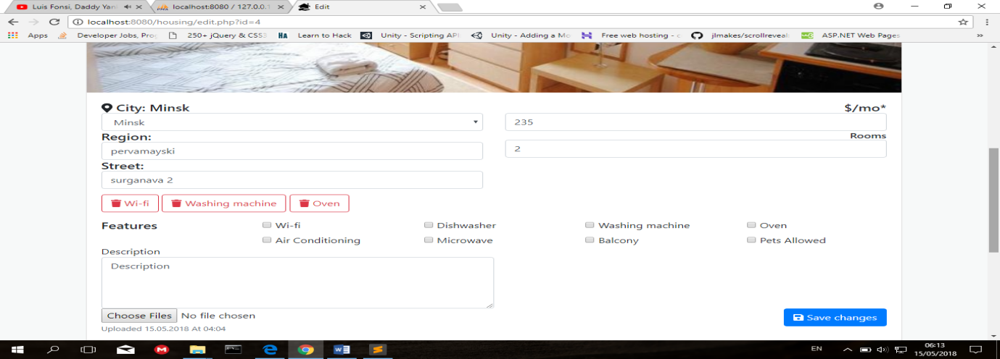 Luis Fonsi, Daddy Yan localhost:8080 / 127.0.0.1 Edit
localhost:8080/housing/edit.php?id=4
Apps Developer Jobs, Pro 250+ jQuery & CSS3 HA Learn to Hack Unity - Scripting API Unity - Adding a Mo Free web hosting - c jlmakes/scrollreveal ASP.NET Web Pages »
City: Minsk $/mo*
Minsk 235
Region: Rooms
pervamayski 2
Street:
surganava 2
Wi-fi Washing machine Oven
Features Wi-fi Dishwasher Washing machine Oven
Air Conditioning Microwave Balcony Pets Allowed
Description
Description
Choose Files No file chosen Save changes
Uploaded 15.05.2018 At 04:04
EN 06:13
15/05/2018